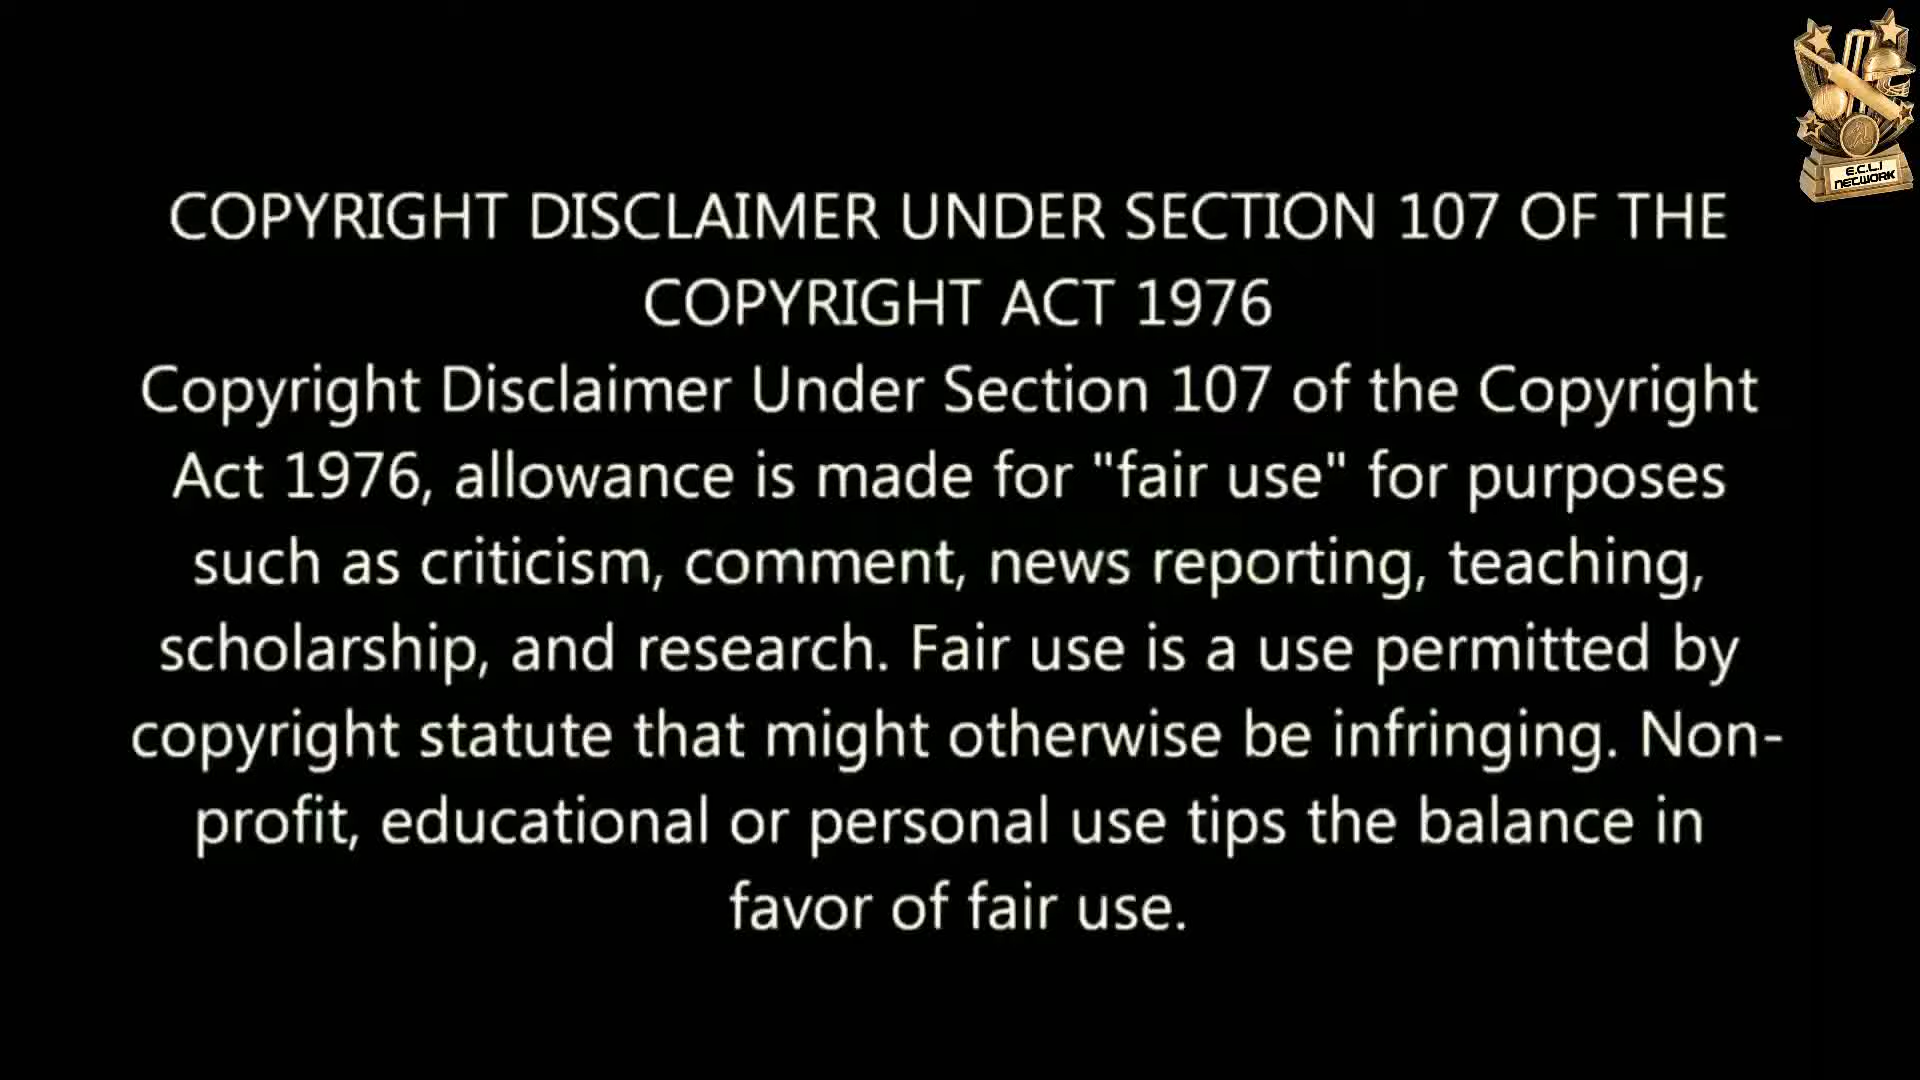 COPYRIGHT DISCLAIMER UNDER SECTION 107 OF THE
COPYRIGHT ACT 1976
Copyright Disclaimer Under Section 107 of the Copyright
Act 1976, allowance is made for "fair use" for purposes
such as criticism, comment, news reporting, teaching,
scholarship, and research. Fair use is a use permitted by
copyright statute that might otherwise be infringing. Non-
profit, educational or personal use tips the balance in
favor of fair use.
E.C.L.I
NETWORK